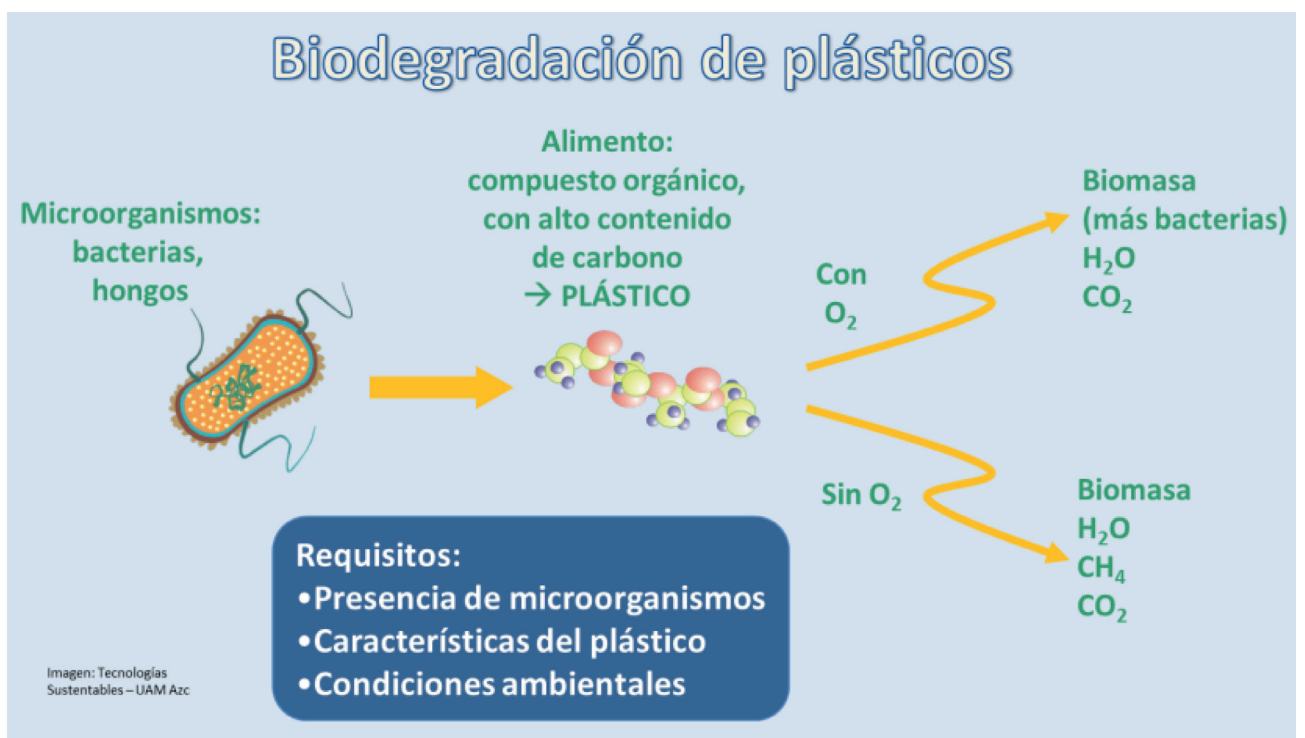 Biodegradación de plásticos
Microorganismos:
bacterias,
hongos
Alimento:
compuesto orgánico,
con alto contenido
de carbono
→ PLÁSTICO
Con
O₂
Biomasa
(más bacterias)
H₂O
CO₂
Sin O₂
Biomasa
H₂O
CH₄
CO₂
Requisitos:
•Presencia de microorganismos
•Características del plástico
•Condiciones ambientales
Imagen: Tecnologías
Sustentables – UAM Azc